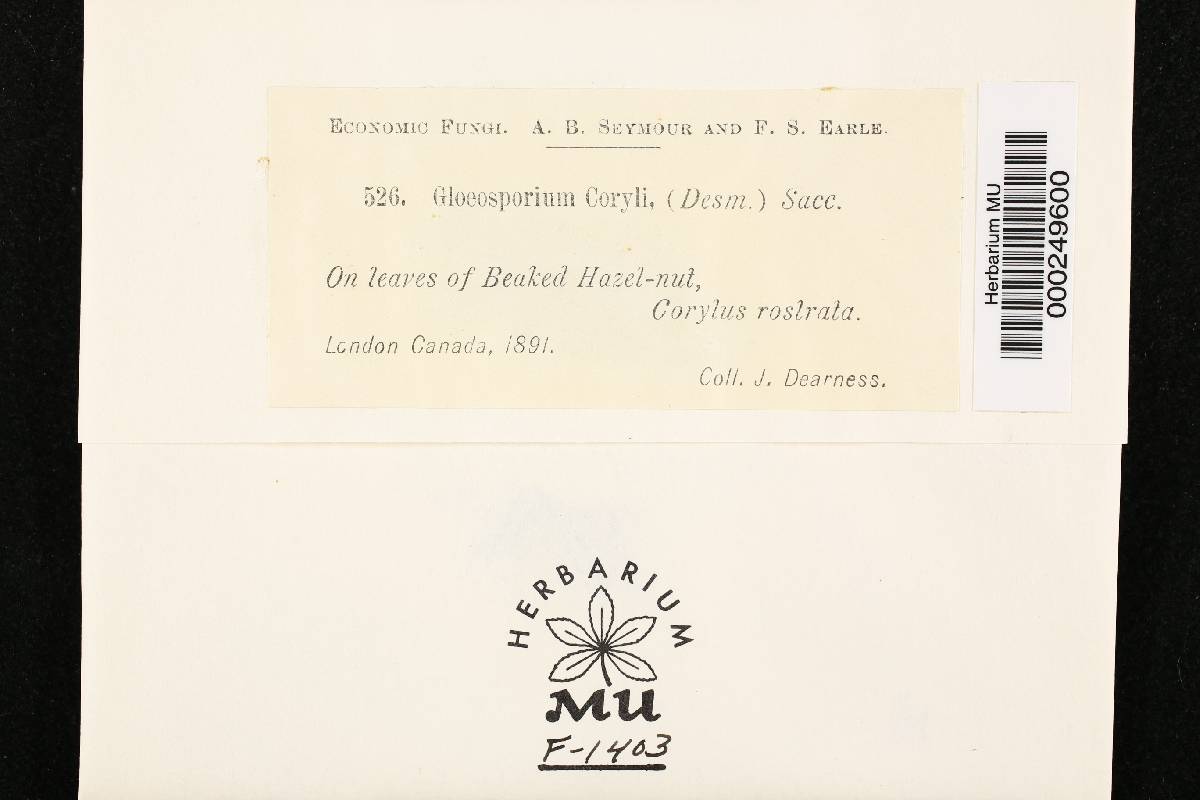 ECONOMIC FUNGI. A. B. SEYMOUR AND F. S. EARLE.
526. Gloeosporium Coryli, (Desm.) Sacc.
On leaves of Beaked Hazel-nut,
Corylus rostrata.
London Canada, 1891.
Coll. J. Dearness.
Herbarium MU
000249600
HERBARIUM
MU
F-1403